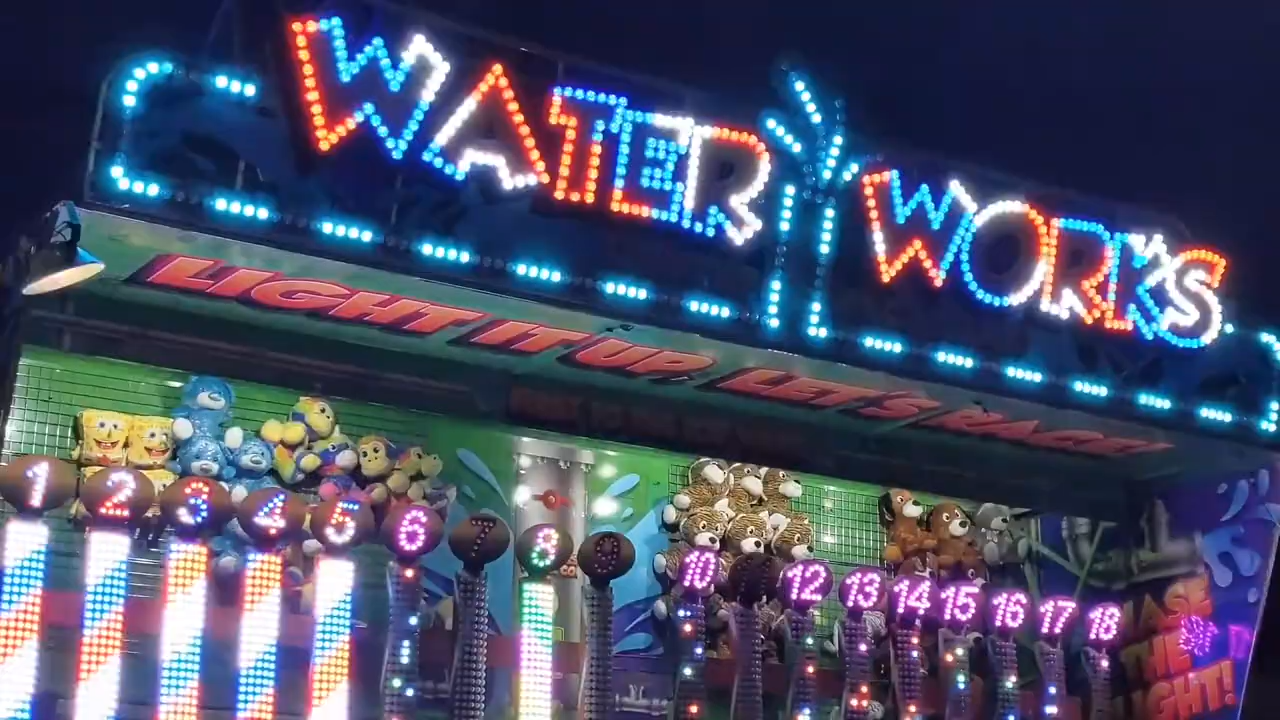 WATER WORKS
LIGHT IT UP. LET'S RACE!
1 2 3 4 5 6 7 8 9 10 12 13 14 15 16 17 18
CHASE
THE
LIGHT!